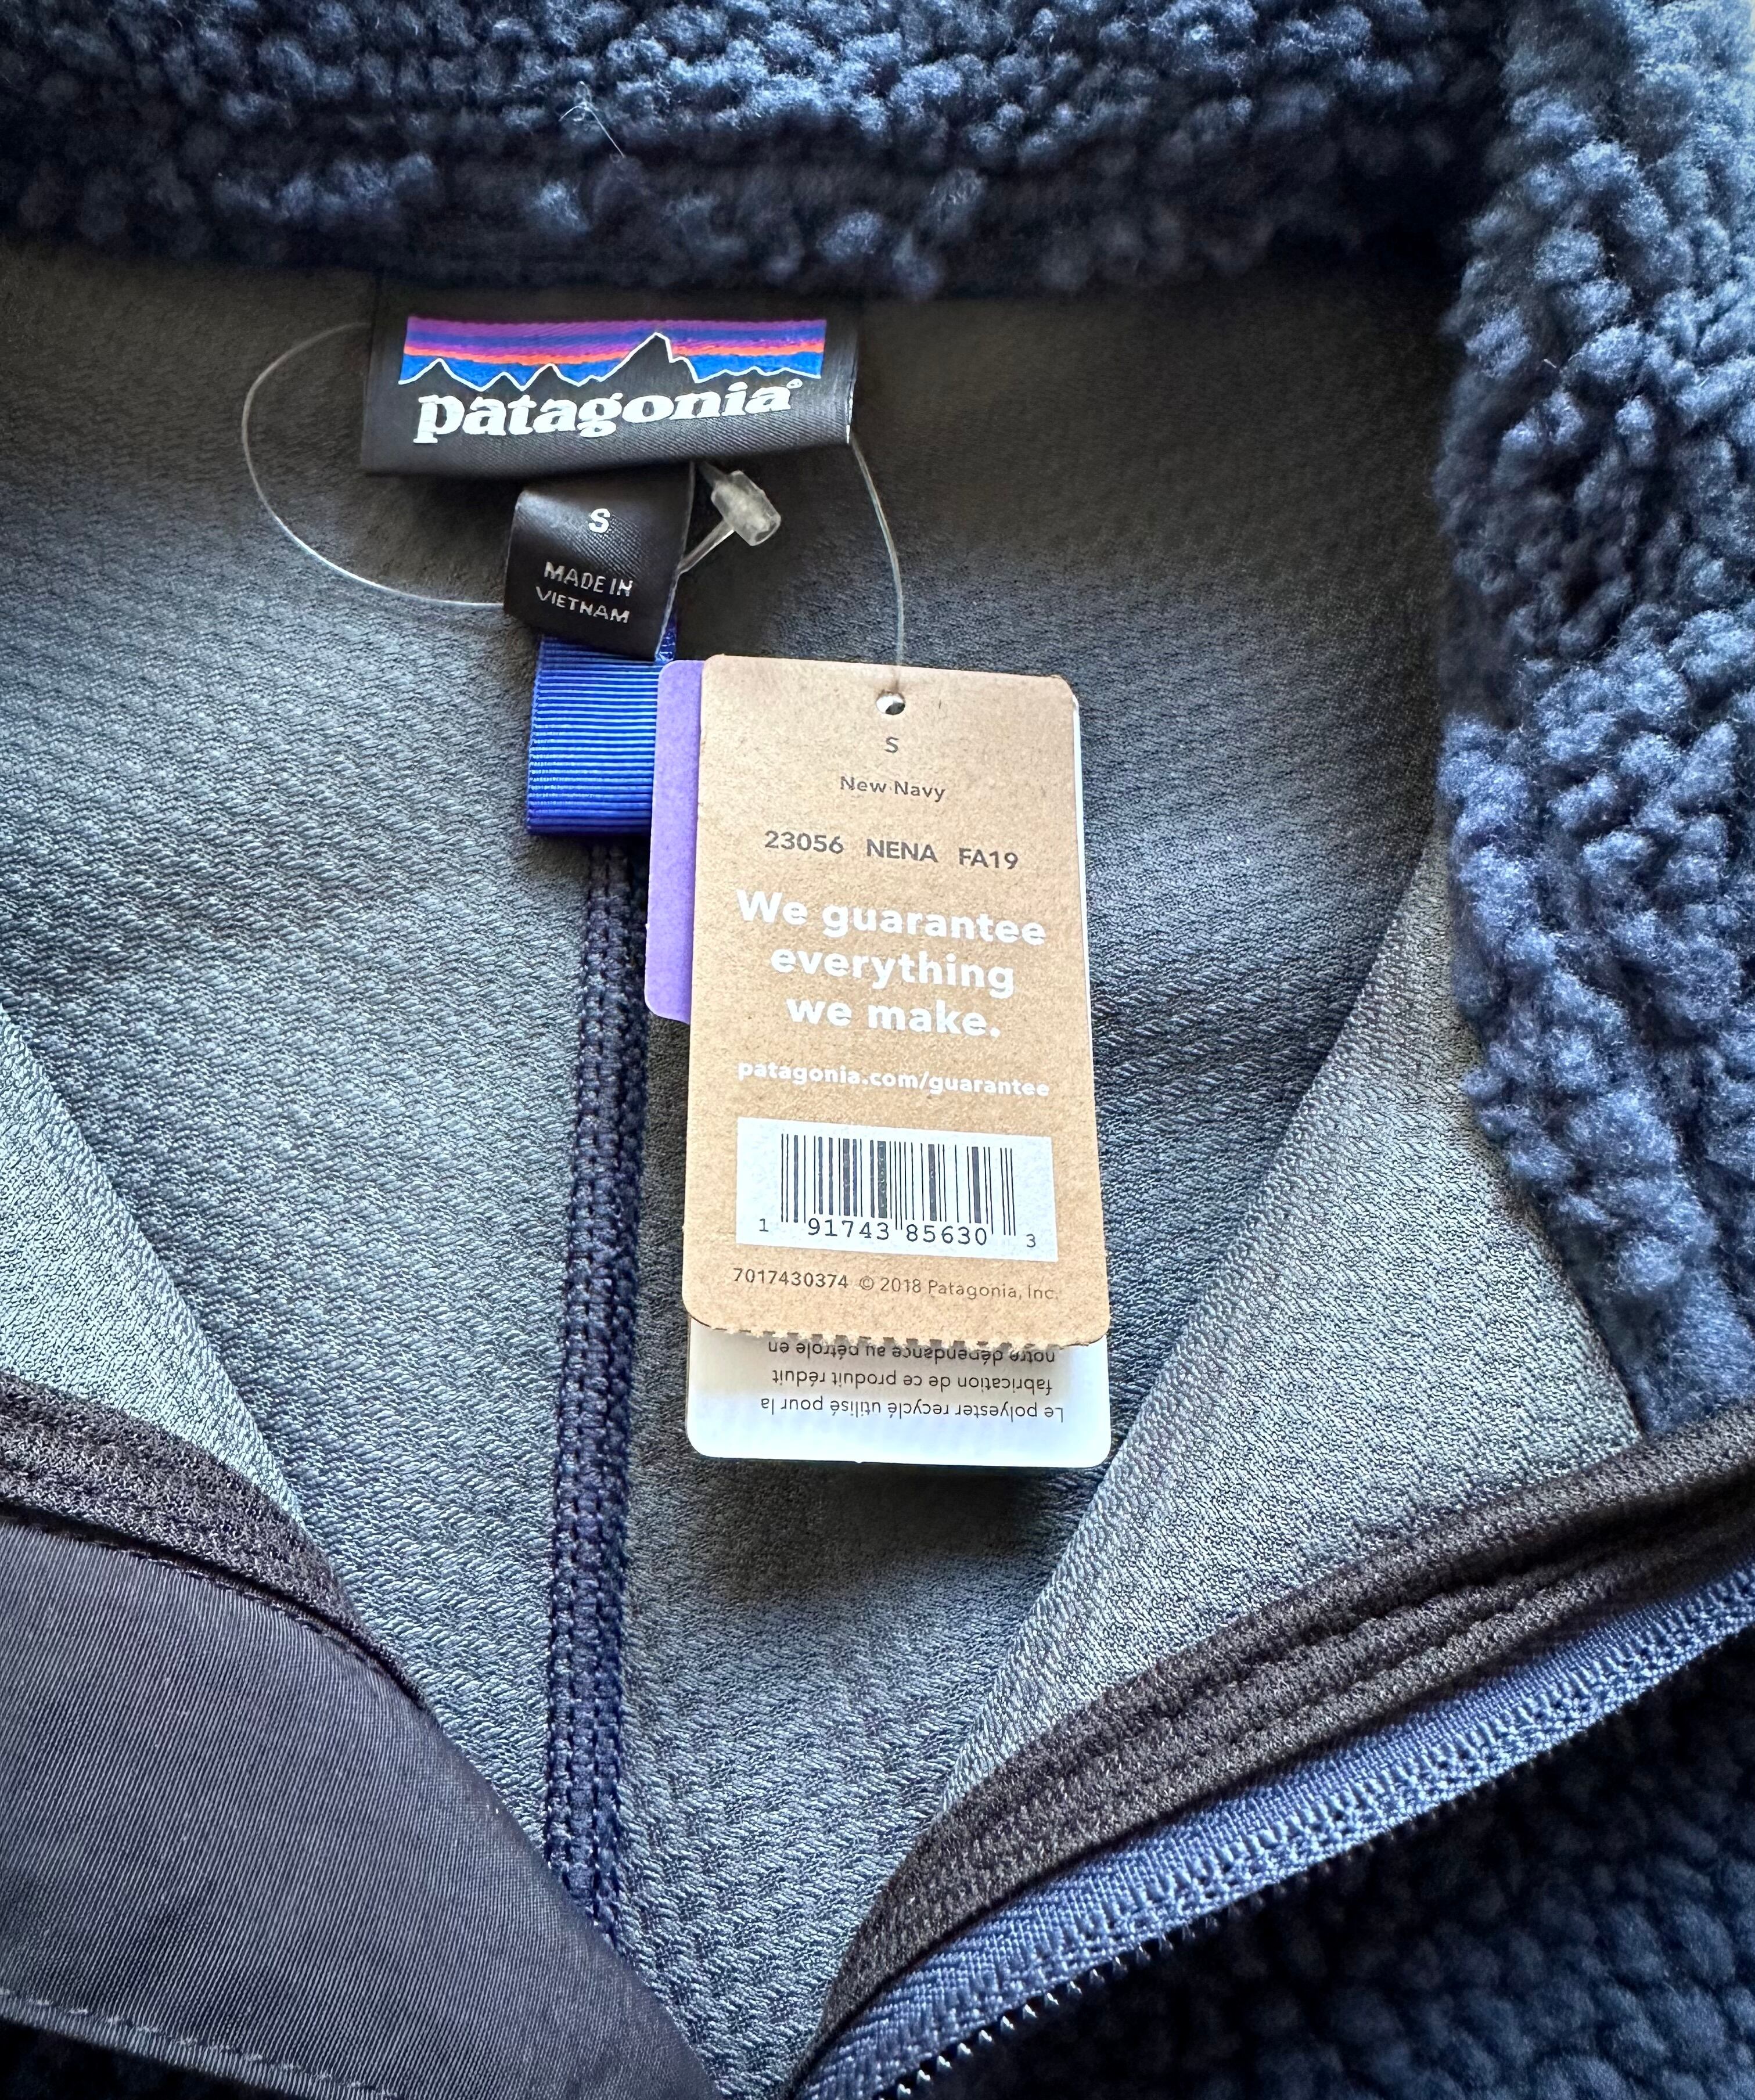 patagonia®
S
MADE IN
VIETNAM
S
New Navy
23056 NENA FA19
We guarantee
everything
we make.
patagonia.com/guarantee
1 91743 85630 3
7017430374 © 2018 Patagonia, Inc.
Le polyester recyclé utilisé pour la
fabrication de ce produit réduit
notre dépendance au pétrole en